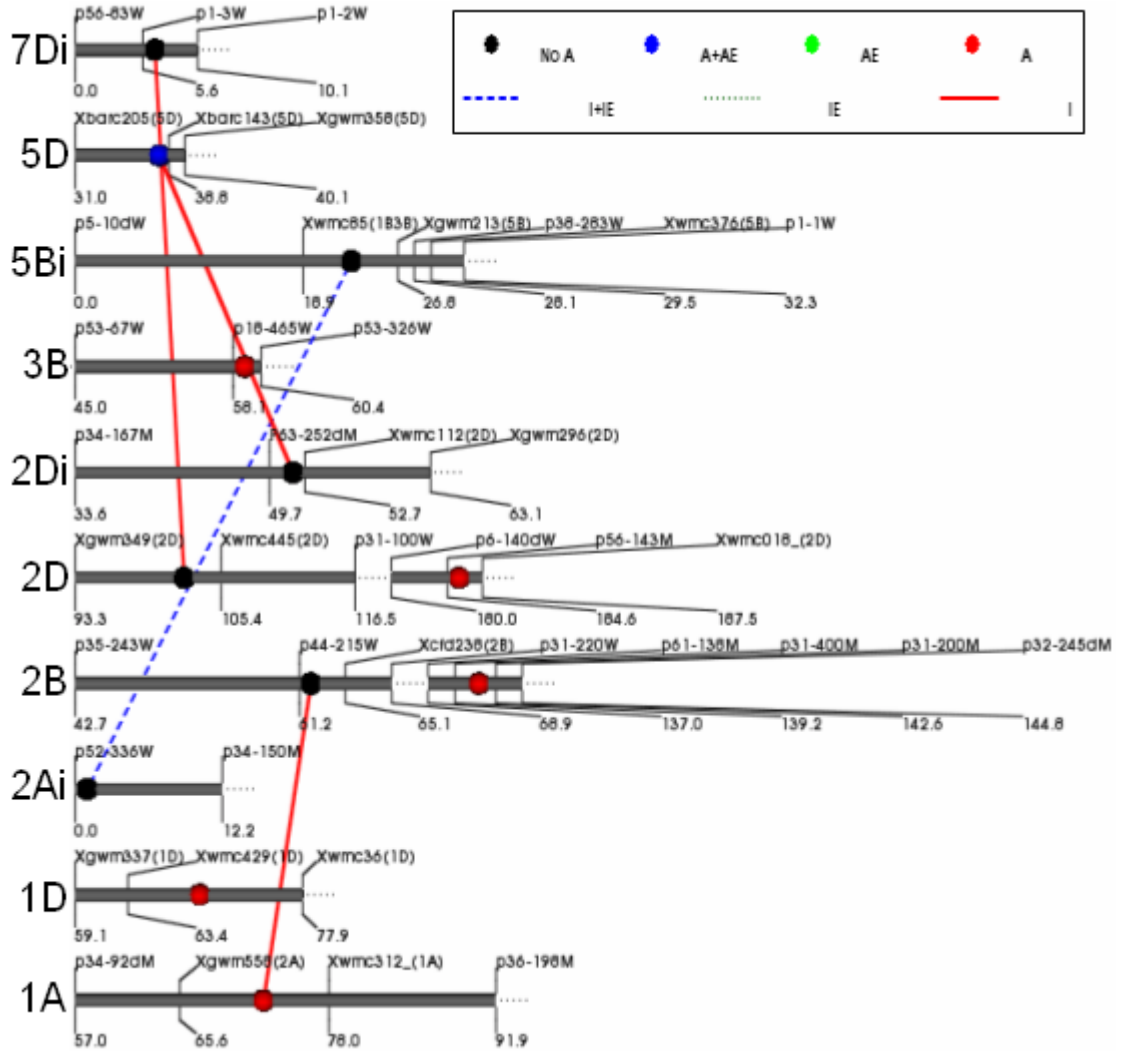 p56-83W p1-3W p1-2W
No A A+AE AE A
7Di
I+IE IE I
0.0 5.6 10.1
Xbarc205(5D) Xbarc143(5D) Xgwm358(5D)
5D
31.0 38.8 40.1
p5-10dW Xwmc85(1B3B) Xgwm213(5B) p38-283W Xwmc376(5B) p1-1W
5Bi
0.0 18.9 26.8 28.1 29.5 32.3
p53-67W p18-465W p53-326W
3B
45.0 58.1 60.4
p34-167M 63-252dM Xwmc112(2D) Xgwm296(2D)
2Di
33.6 49.7 52.7 63.1
Xgwm349(2D) Xwmc445(2D) p31-100W p6-140dW p56-143M Xwmc018_(2D)
2D
93.3 105.4 116.5 180.0 184.6 187.5
p35-243W p44-215W Xcfd238(2B) p31-220W p61-138M p31-400M p31-200M p32-245dM
2B
42.7 61.2 65.1 68.9 137.0 139.2 142.6 144.8
p52-336W p34-150M
2Ai
0.0 12.2
Xgwm337(1D) Xwmc429(1D) Xwmc36(1D)
1D
59.1 63.4 77.9
p34-92dM Xgwm558(2A) Xwmc312_(1A) p36-198M
1A
57.0 65.6 78.0 91.9